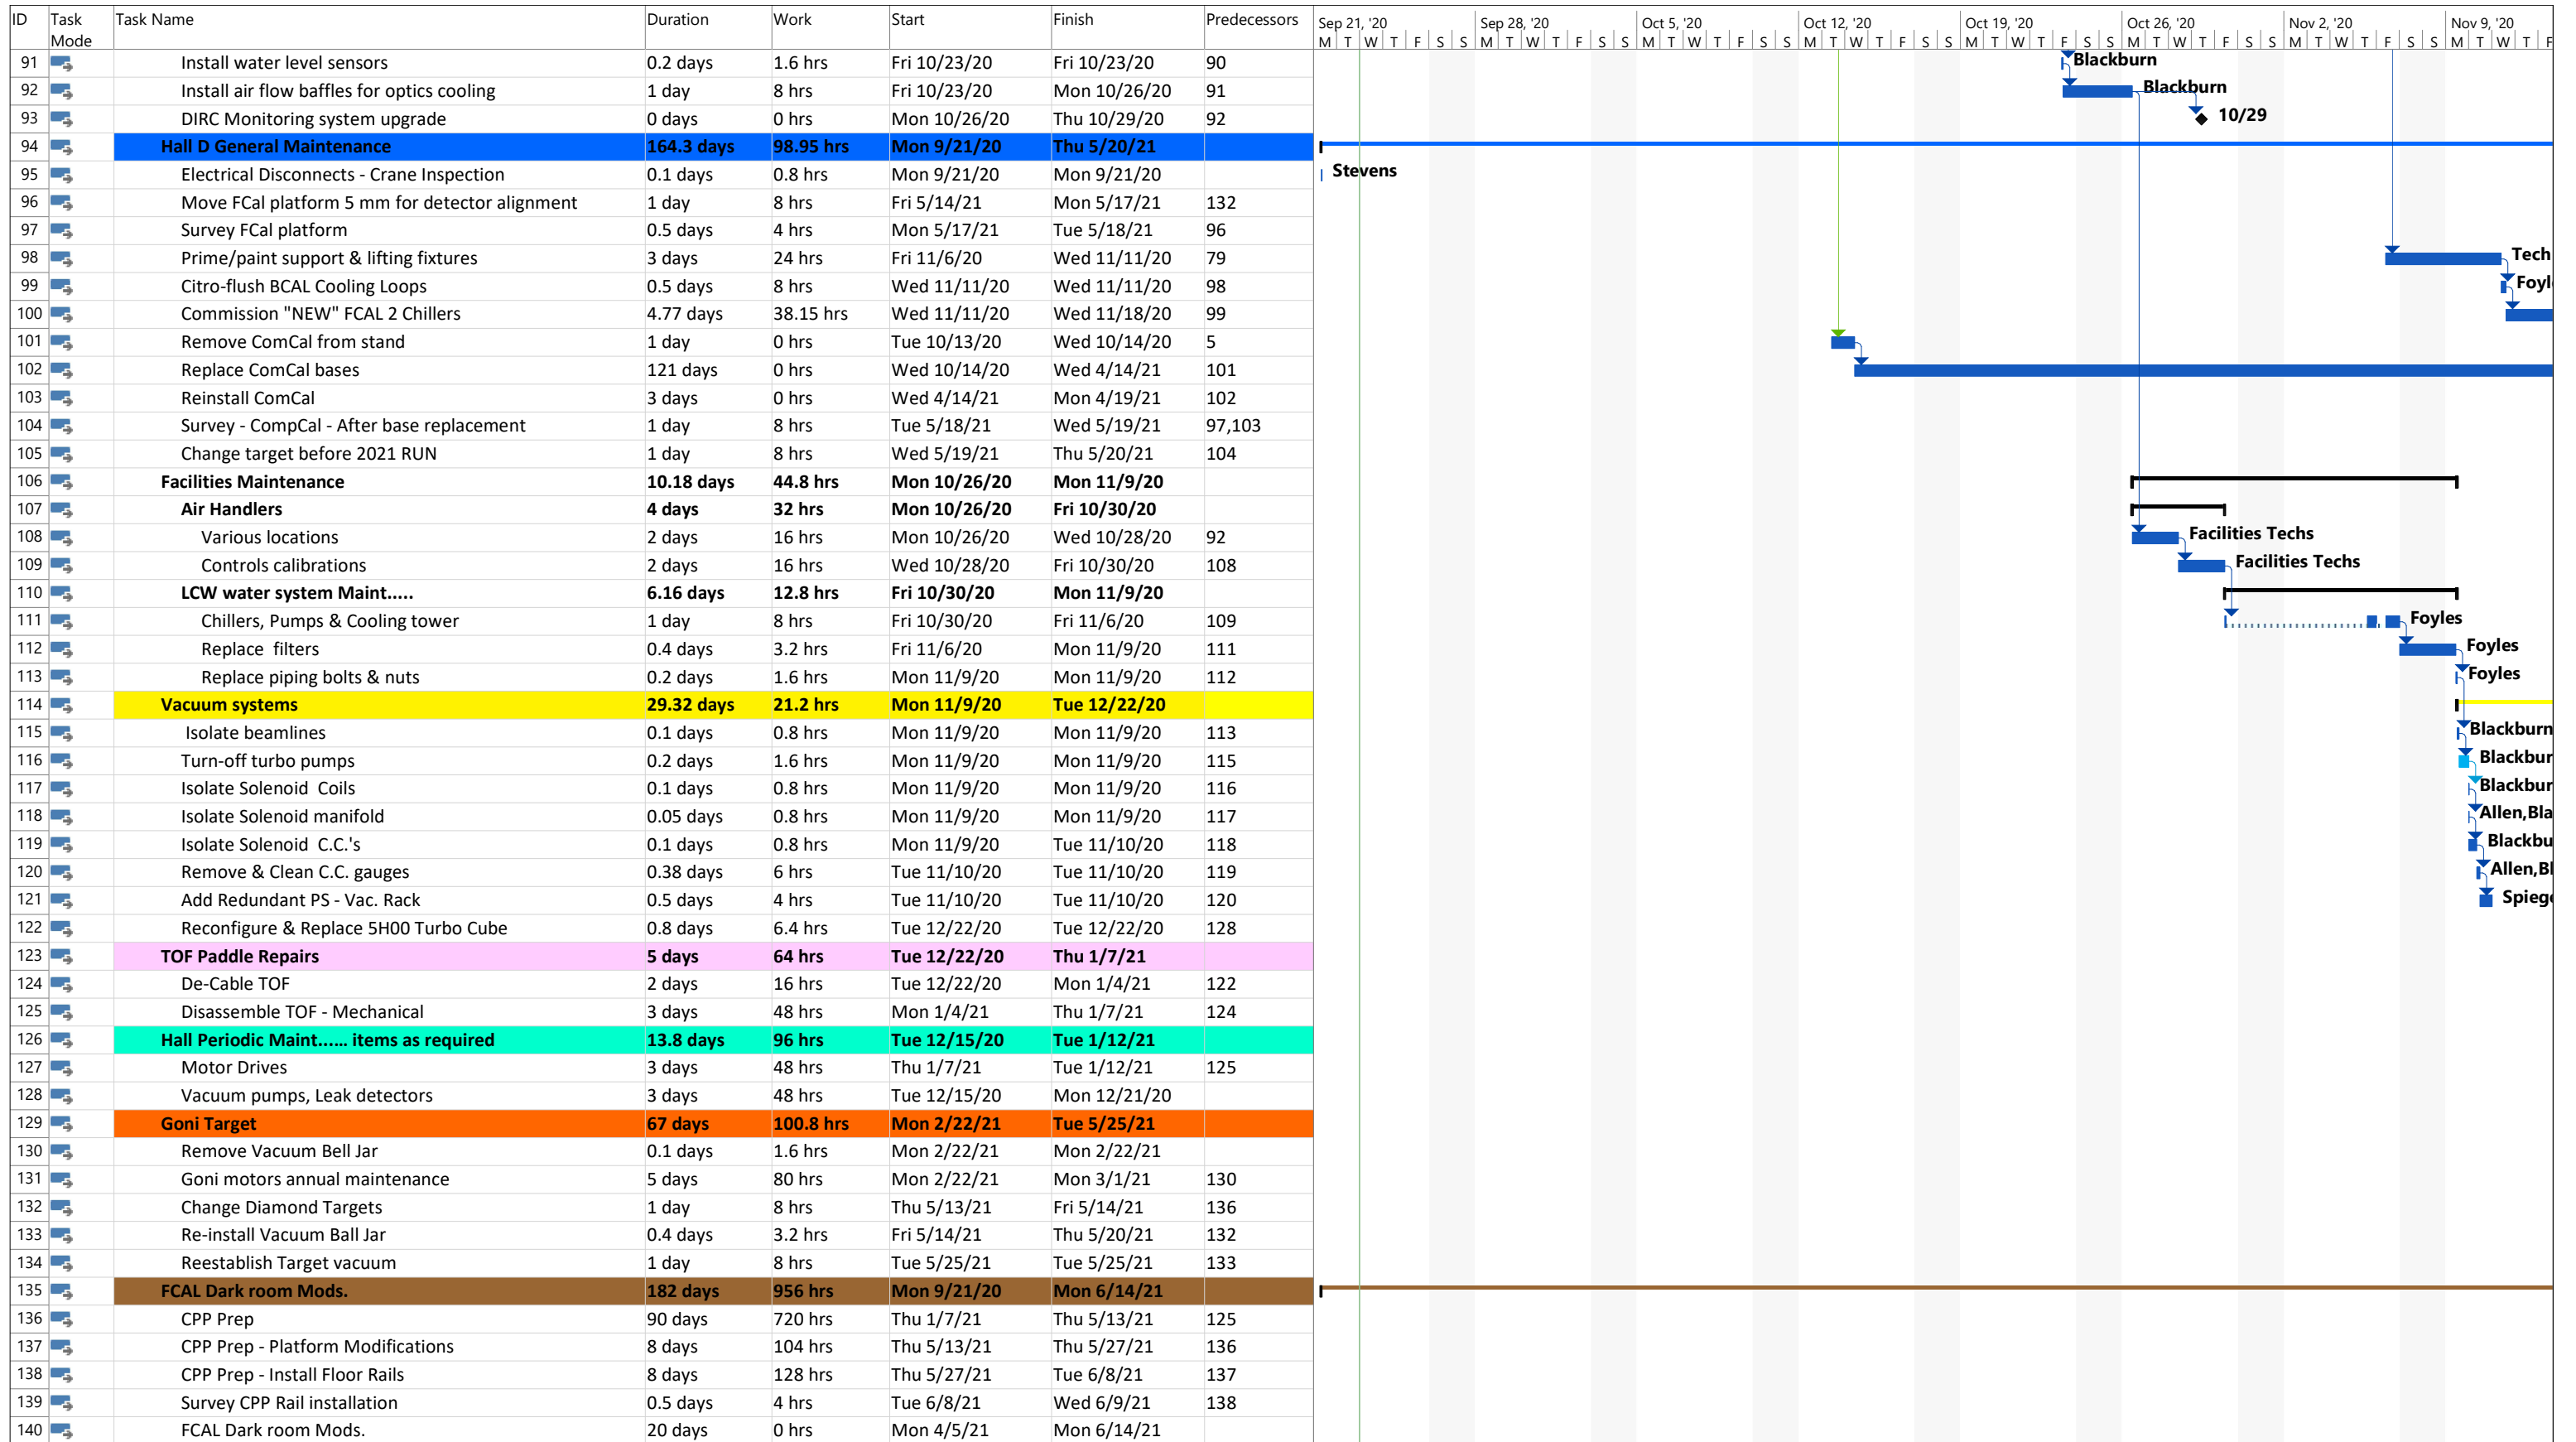 ID Task Mode Task Name Duration Work Start Finish Predecessors Sep 21, '20 Sep 28, '20 Oct 5, '20 Oct 12, '20 Oct 19, '20 Oct 26, '20 Nov 2, '20 Nov 9, '20
M T W T F S S M T W T F S S M T W T F S S M T W T F S S M T W T F S S M T W T F S S M T W T F S S M T W T F
91 Install water level sensors 0.2 days 1.6 hrs Fri 10/23/20 Fri 10/23/20 90 Blackburn
92 Install air flow baffles for optics cooling 1 day 8 hrs Fri 10/23/20 Mon 10/26/20 91 Blackburn
93 DIRC Monitoring system upgrade 0 days 0 hrs Mon 10/26/20 Thu 10/29/20 92 10/29
94 Hall D General Maintenance 164.3 days 98.95 hrs Mon 9/21/20 Thu 5/20/21
95 Electrical Disconnects - Crane Inspection 0.1 days 0.8 hrs Mon 9/21/20 Mon 9/21/20 Stevens
96 Move FCal platform 5 mm for detector alignment 1 day 8 hrs Fri 5/14/21 Mon 5/17/21 132
97 Survey FCal platform 0.5 days 4 hrs Mon 5/17/21 Tue 5/18/21 96
98 Prime/paint support & lifting fixtures 3 days 24 hrs Fri 11/6/20 Wed 11/11/20 79 Tech
99 Citro-flush BCAL Cooling Loops 0.5 days 8 hrs Wed 11/11/20 Wed 11/11/20 98 Foyl
100 Commission "NEW" FCAL 2 Chillers 4.77 days 38.15 hrs Wed 11/11/20 Wed 11/18/20 99
101 Remove ComCal from stand 1 day 0 hrs Tue 10/13/20 Wed 10/14/20 5
102 Replace ComCal bases 121 days 0 hrs Wed 10/14/20 Wed 4/14/21 101
103 Reinstall ComCal 3 days 0 hrs Wed 4/14/21 Mon 4/19/21 102
104 Survey - CompCal - After base replacement 1 day 8 hrs Tue 5/18/21 Wed 5/19/21 97,103
105 Change target before 2021 RUN 1 day 8 hrs Wed 5/19/21 Thu 5/20/21 104
106 Facilities Maintenance 10.18 days 44.8 hrs Mon 10/26/20 Mon 11/9/20
107 Air Handlers 4 days 32 hrs Mon 10/26/20 Fri 10/30/20
108 Various locations 2 days 16 hrs Mon 10/26/20 Wed 10/28/20 92 Facilities Techs
109 Controls calibrations 2 days 16 hrs Wed 10/28/20 Fri 10/30/20 108 Facilities Techs
110 LCW water system Maint..... 6.16 days 12.8 hrs Fri 10/30/20 Mon 11/9/20
111 Chillers, Pumps & Cooling tower 1 day 8 hrs Fri 10/30/20 Fri 11/6/20 109 Foyles
112 Replace filters 0.4 days 3.2 hrs Fri 11/6/20 Mon 11/9/20 111 Foyles
113 Replace piping bolts & nuts 0.2 days 1.6 hrs Mon 11/9/20 Mon 11/9/20 112 Foyles
114 Vacuum systems 29.32 days 21.2 hrs Mon 11/9/20 Tue 12/22/20
115 Isolate beamlines 0.1 days 0.8 hrs Mon 11/9/20 Mon 11/9/20 113 Blackburn
116 Turn-off turbo pumps 0.2 days 1.6 hrs Mon 11/9/20 Mon 11/9/20 115 Blackbur
117 Isolate Solenoid Coils 0.1 days 0.8 hrs Mon 11/9/20 Mon 11/9/20 116 Blackbur
118 Isolate Solenoid manifold 0.05 days 0.8 hrs Mon 11/9/20 Mon 11/9/20 117 Allen,Bla
119 Isolate Solenoid C.C.'s 0.1 days 0.8 hrs Mon 11/9/20 Tue 11/10/20 118 Blackbu
120 Remove & Clean C.C. gauges 0.38 days 6 hrs Tue 11/10/20 Tue 11/10/20 119 Allen,Bl
121 Add Redundant PS - Vac. Rack 0.5 days 4 hrs Tue 11/10/20 Tue 11/10/20 120 Spieg
122 Reconfigure & Replace 5H00 Turbo Cube 0.8 days 6.4 hrs Tue 12/22/20 Tue 12/22/20 128
123 TOF Paddle Repairs 5 days 64 hrs Tue 12/22/20 Thu 1/7/21
124 De-Cable TOF 2 days 16 hrs Tue 12/22/20 Mon 1/4/21 122
125 Disassemble TOF - Mechanical 3 days 48 hrs Mon 1/4/21 Thu 1/7/21 124
126 Hall Periodic Maint...... items as required 13.8 days 96 hrs Tue 12/15/20 Tue 1/12/21
127 Motor Drives 3 days 48 hrs Thu 1/7/21 Tue 1/12/21 125
128 Vacuum pumps, Leak detectors 3 days 48 hrs Tue 12/15/20 Mon 12/21/20
129 Goni Target 67 days 100.8 hrs Mon 2/22/21 Tue 5/25/21
130 Remove Vacuum Bell Jar 0.1 days 1.6 hrs Mon 2/22/21 Mon 2/22/21
131 Goni motors annual maintenance 5 days 80 hrs Mon 2/22/21 Mon 3/1/21 130
132 Change Diamond Targets 1 day 8 hrs Thu 5/13/21 Fri 5/14/21 136
133 Re-install Vacuum Ball Jar 0.4 days 3.2 hrs Fri 5/14/21 Thu 5/20/21 132
134 Reestablish Target vacuum 1 day 8 hrs Tue 5/25/21 Tue 5/25/21 133
135 FCAL Dark room Mods. 182 days 956 hrs Mon 9/21/20 Mon 6/14/21
136 CPP Prep 90 days 720 hrs Thu 1/7/21 Thu 5/13/21 125
137 CPP Prep - Platform Modifications 8 days 104 hrs Thu 5/13/21 Thu 5/27/21 136
138 CPP Prep - Install Floor Rails 8 days 128 hrs Thu 5/27/21 Tue 6/8/21 137
139 Survey CPP Rail installation 0.5 days 4 hrs Tue 6/8/21 Wed 6/9/21 138
140 FCAL Dark room Mods. 20 days 0 hrs Mon 4/5/21 Mon 6/14/21